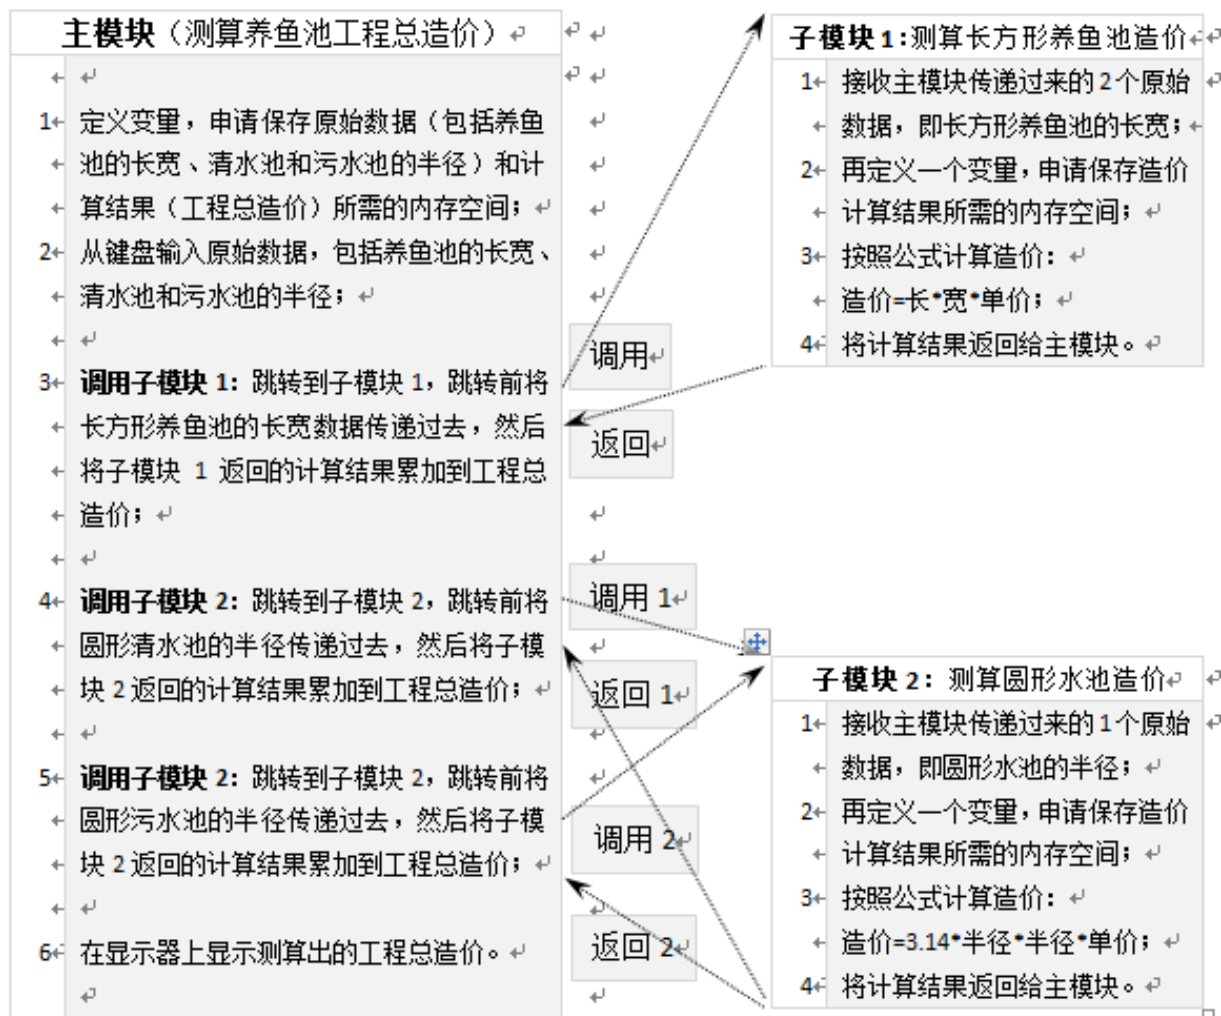 主模块（测算养鱼池工程总造价）
1 定义变量，申请保存原始数据（包括养鱼
池的长宽、清水池和污水池的半径）和计
算结果（工程总造价）所需的内存空间；
2 从键盘输入原始数据，包括养鱼池的长宽、
清水池和污水池的半径；
3 调用子模块 1：跳转到子模块 1，跳转前将
长方形养鱼池的长宽数据传递过去，然后
将子模块 1 返回的计算结果累加到工程总
造价；
4 调用子模块 2：跳转到子模块 2，跳转前将
圆形清水池的半径传递过去，然后将子模
块 2 返回的计算结果累加到工程总造价；
5 调用子模块 2：跳转到子模块 2，跳转前将
圆形污水池的半径传递过去，然后将子模
块 2 返回的计算结果累加到工程总造价；
6 在显示器上显示测算出的工程总造价。
调用
返回
调用 1
返回 1
调用 2
返回 2
子模块 1:测算长方形养鱼池造价
1 接收主模块传递过来的 2 个原始
数据，即长方形养鱼池的长宽；
2 再定义一个变量，申请保存造价
计算结果所需的内存空间；
3 按照公式计算造价：
造价=长*宽*单价；
4 将计算结果返回给主模块。
子模块 2：测算圆形水池造价
1 接收主模块传递过来的 1 个原始
数据，即圆形水池的半径；
2 再定义一个变量，申请保存造价
计算结果所需的内存空间；
3 按照公式计算造价：
造价=3.14*半径*半径*单价；
4 将计算结果返回给主模块。